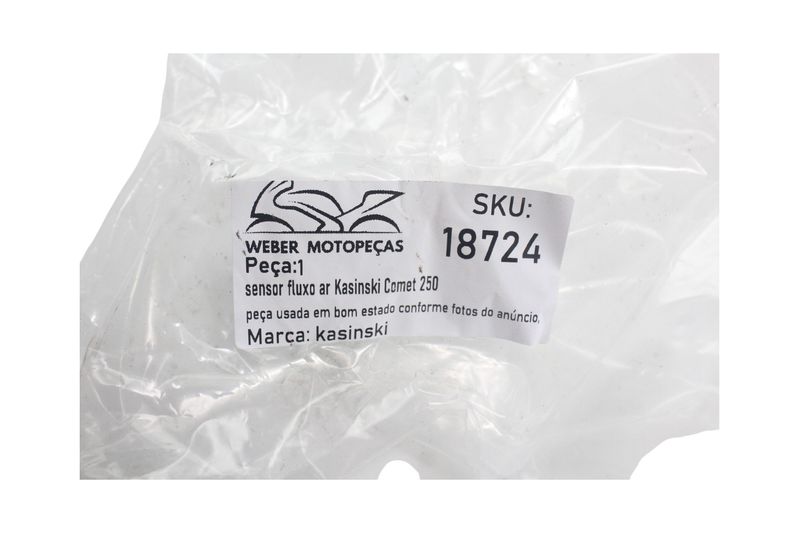 WEBER MOTOPEÇAS
SKU:
18724
Peça:1
sensor fluxo ar Kasinski Comet 250
peça usada em bom estado conforme fotos do anúncio,
Marca: kasinski